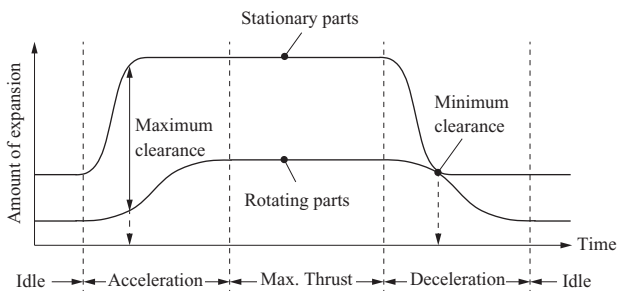 Stationary parts
Amount of expansion
Maximum
clearance
Minimum
clearance
Rotating parts
Time
Idle
Acceleration
Max. Thrust
Deceleration
Idle